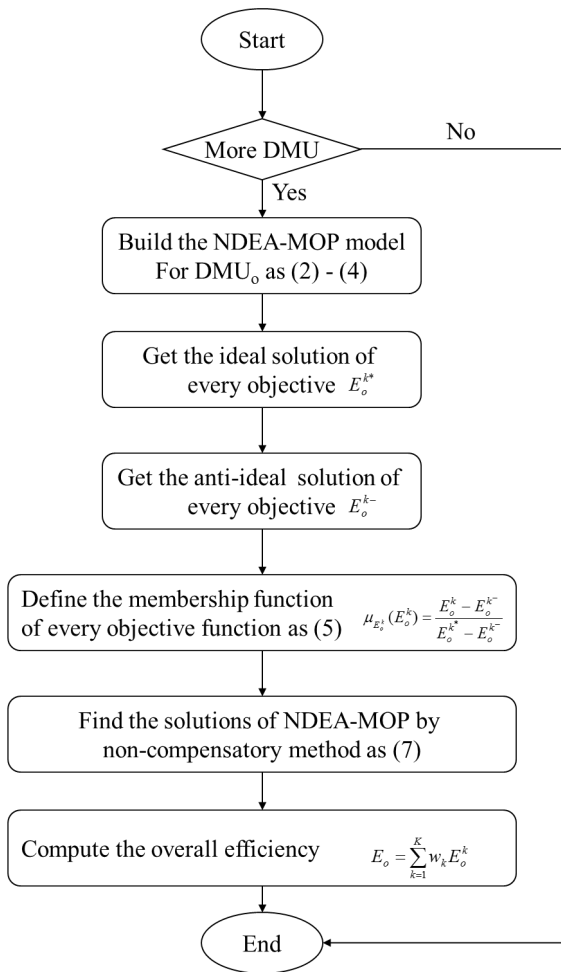 Start
More DMU
No
Yes
Build the NDEA-MOP model
For DMU_o as (2) - (4)
Get the ideal solution of
every objective E_o^{k*}
Get the anti-ideal solution of
every objective E_o^{k-}
Define the membership function
of every objective function as (5) μ_{E_o^k}(E_o^k) = \frac{E_o^k - E_o^{k^-}}{E_o^{k^*} - E_o^{k^-}}
Find the solutions of NDEA-MOP by
non-compensatory method as (7)
Compute the overall efficiency E_o = \sum_{k=1}^{K} w_k E_o^k
End